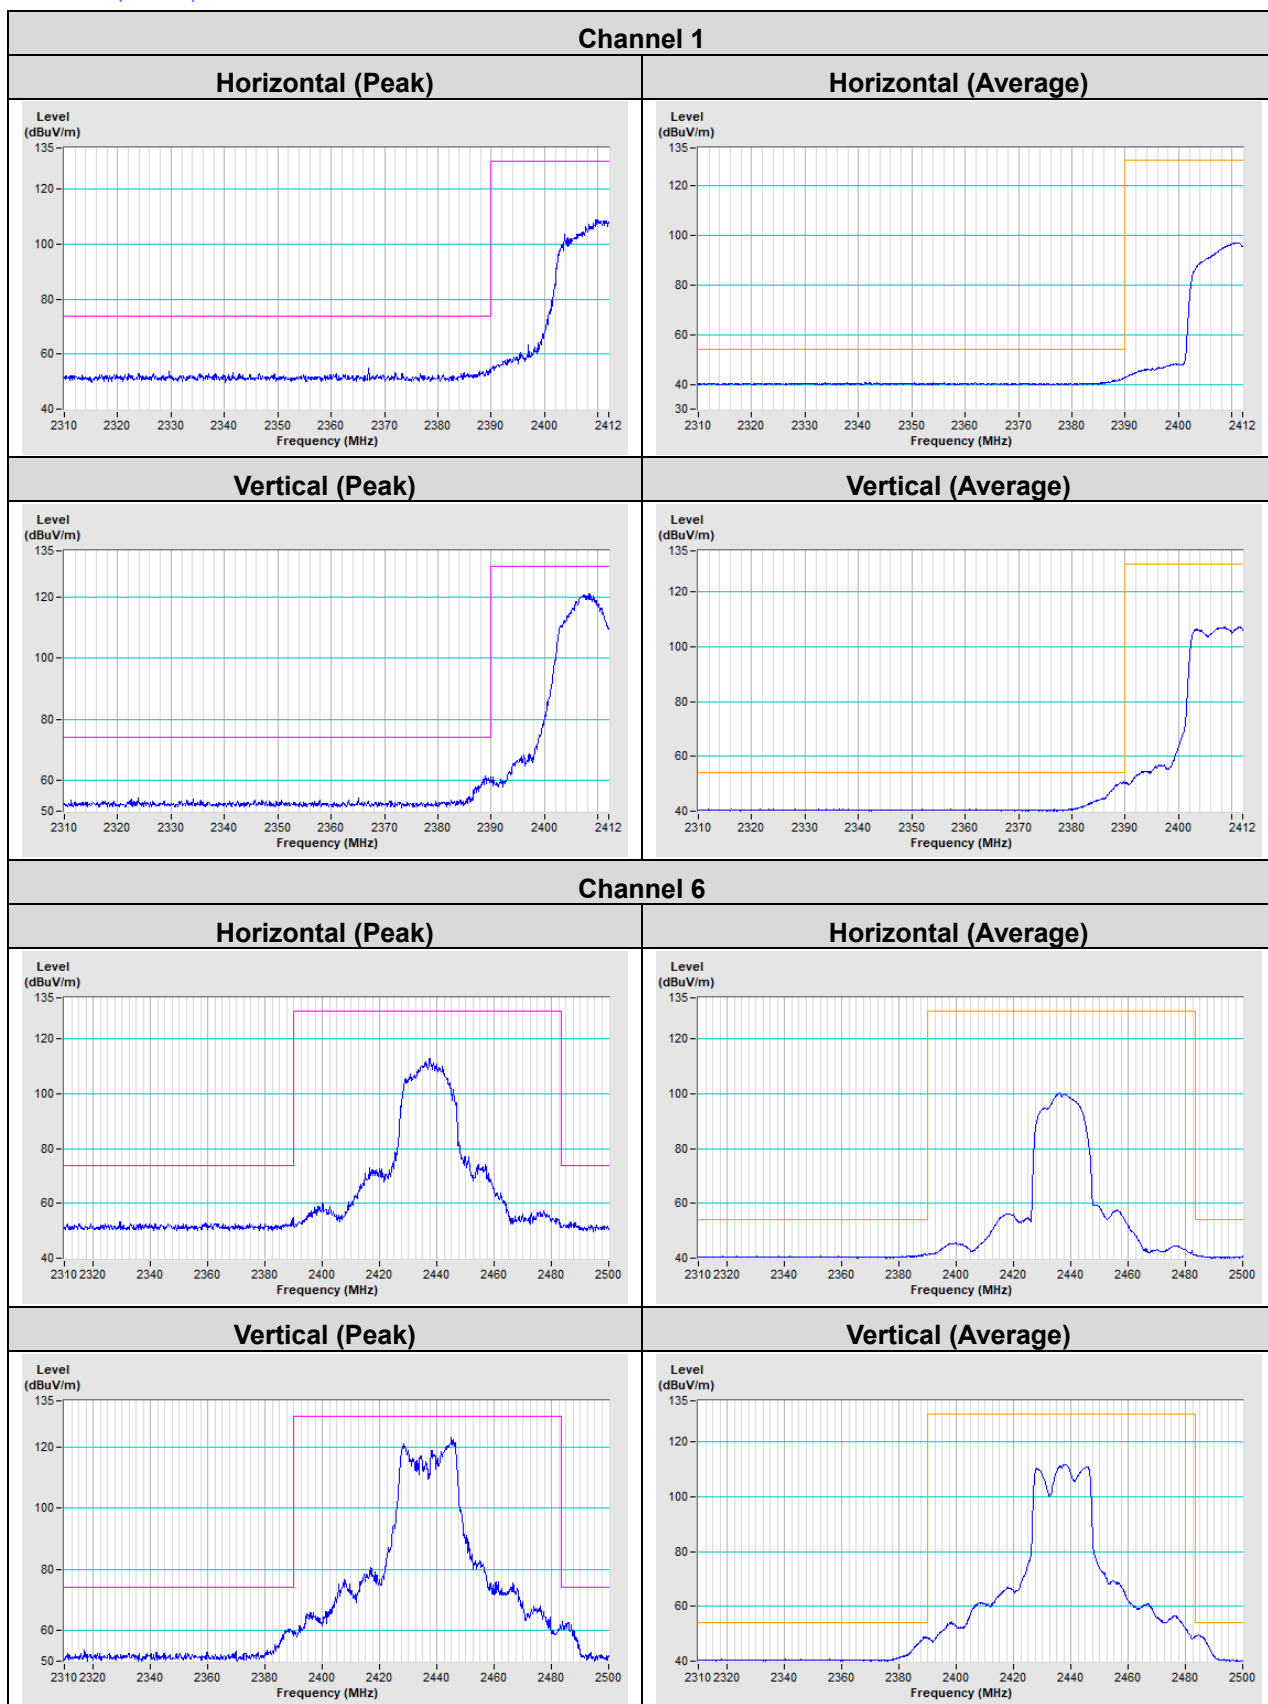 Channel 1
Horizontal (Peak) Horizontal (Average)
Level
(dBuV/m)
135
120
100
80
60
40
2310 2320 2330 2340 2350 2360 2370 2380 2390 2400 2412
Frequency (MHz)
Level
(dBuV/m)
135
120
100
80
60
40
30
2310 2320 2330 2340 2350 2360 2370 2380 2390 2400 2412
Frequency (MHz)
Vertical (Peak) Vertical (Average)
Level
(dBuV/m)
135
120
100
80
60
50
2310 2320 2330 2340 2350 2360 2370 2380 2390 2400 2412
Frequency (MHz)
Level
(dBuV/m)
135
120
100
80
60
40
2310 2320 2330 2340 2350 2360 2370 2380 2390 2400 2412
Frequency (MHz)
Channel 6
Horizontal (Peak) Horizontal (Average)
Level
(dBuV/m)
135
120
100
80
60
40
2310 2320 2340 2360 2380 2400 2420 2440 2460 2480 2500
Frequency (MHz)
Level
(dBuV/m)
135
120
100
80
60
40
2310 2320 2340 2360 2380 2400 2420 2440 2460 2480 2500
Frequency (MHz)
Vertical (Peak) Vertical (Average)
Level
(dBuV/m)
135
120
100
80
60
50
2310 2320 2340 2360 2380 2400 2420 2440 2460 2480 2500
Frequency (MHz)
Level
(dBuV/m)
135
120
100
80
60
40
2310 2320 2340 2360 2380 2400 2420 2440 2460 2480 2500
Frequency (MHz)